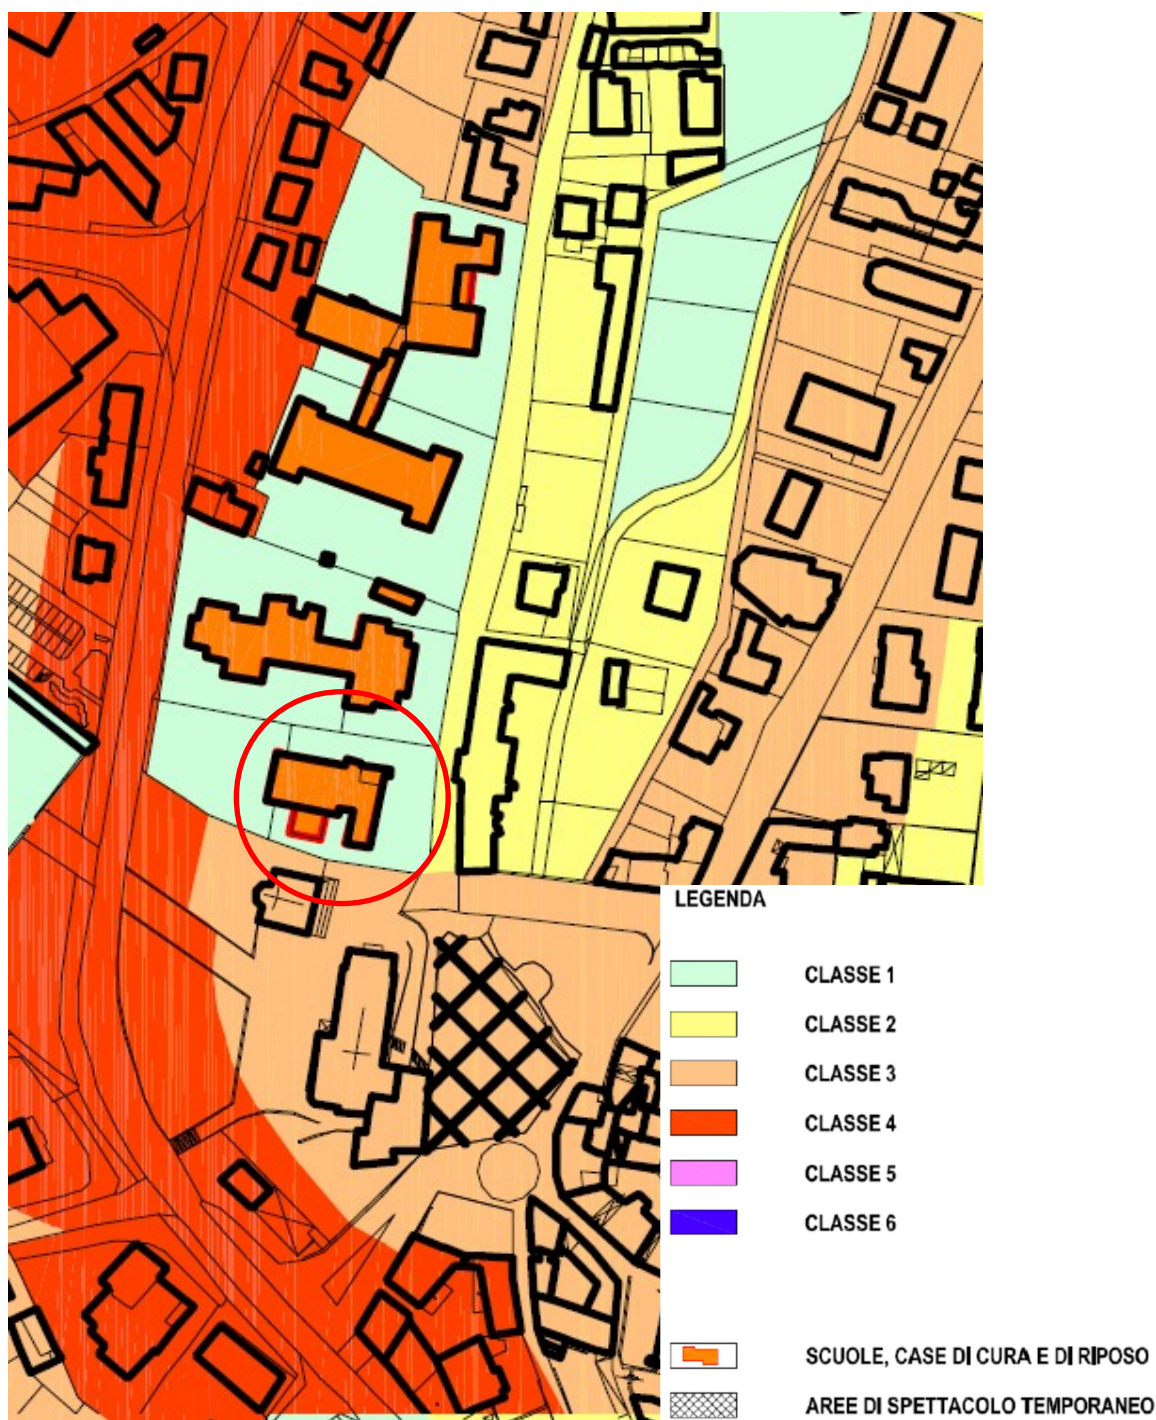 LEGENDA
CLASSE 1
CLASSE 2
CLASSE 3
CLASSE 4
CLASSE 5
CLASSE 6
SCUOLE, CASE DI CURA E DI RIPOSO
AREE DI SPETTACOLO TEMPORANEO